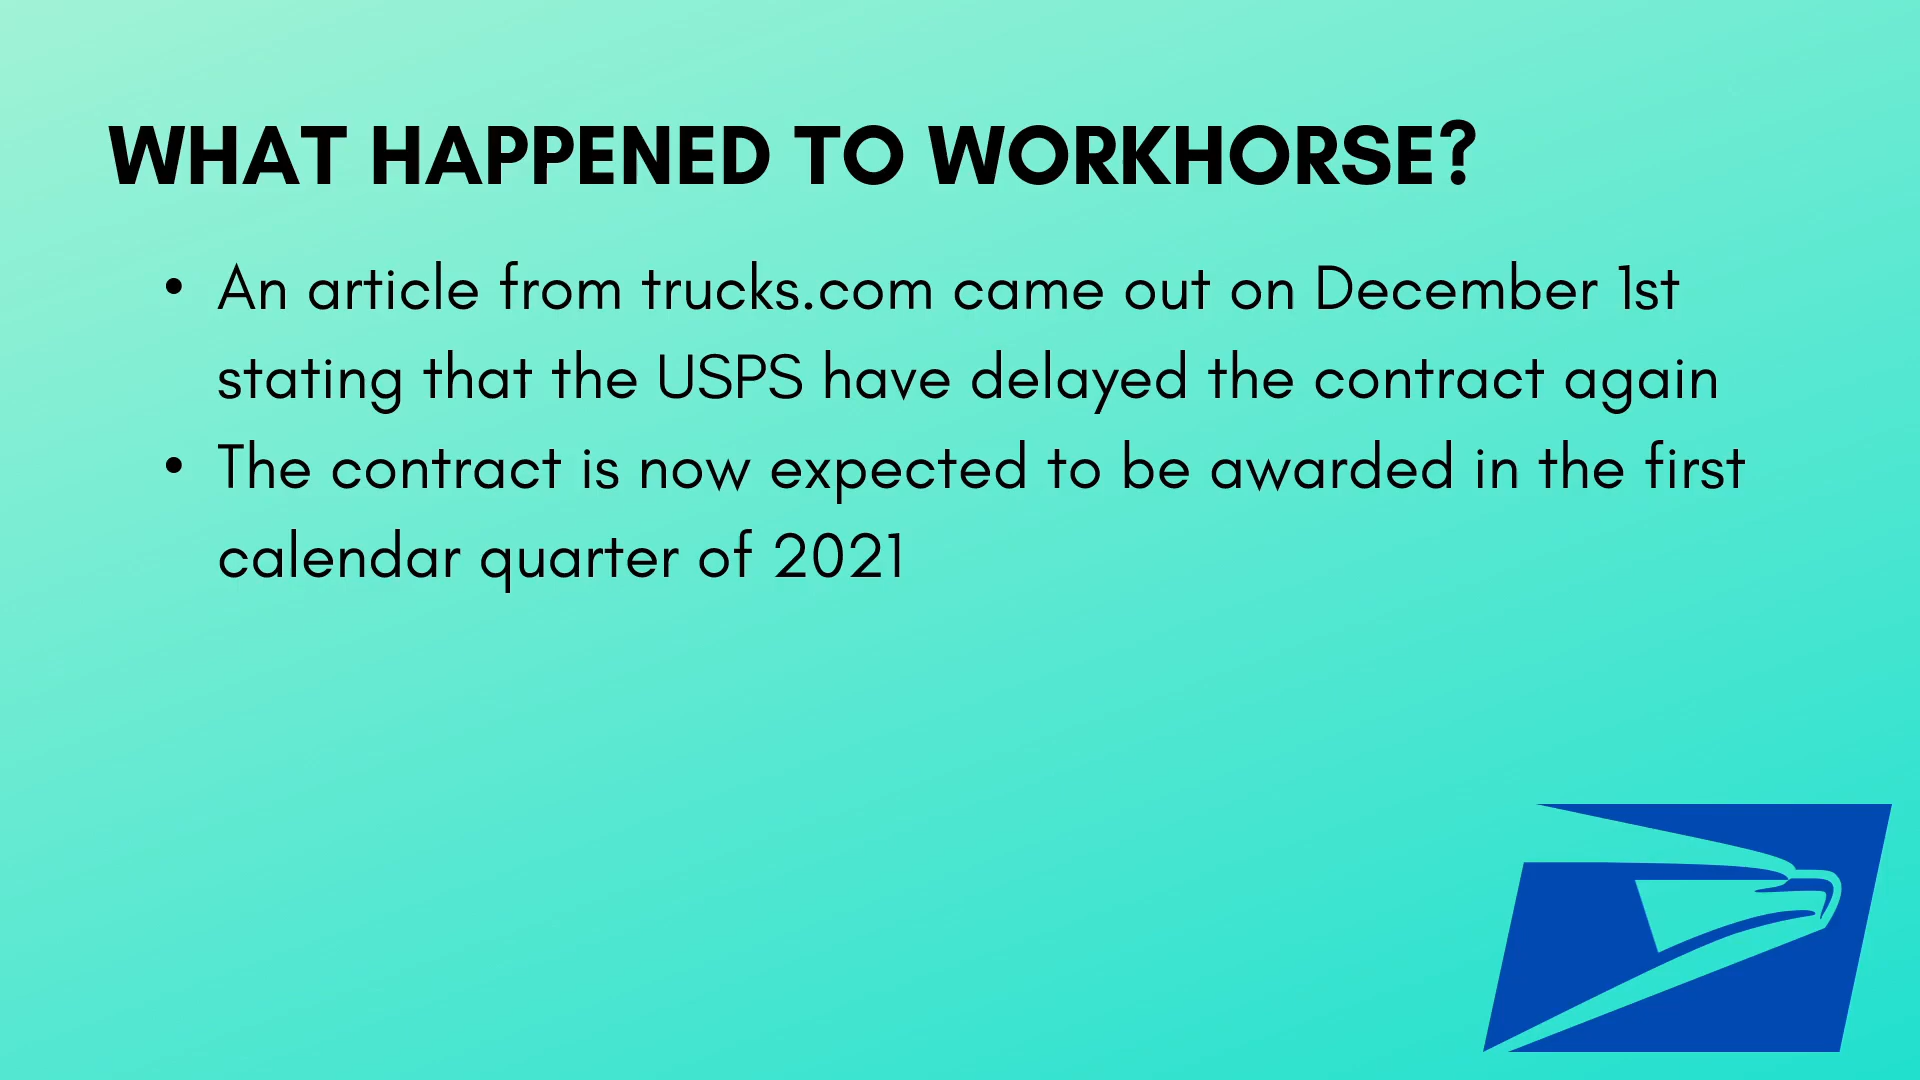 WHAT HAPPENED TO WORKHORSE?
• An article from trucks.com came out on December 1st
stating that the USPS have delayed the contract again
• The contract is now expected to be awarded in the first
calendar quarter of 2021